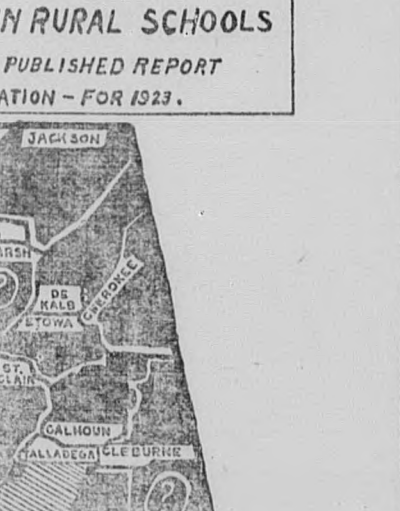 N RURAL SCHOOLS
PUBLISHED REPORT
ATION - FOR 1923.
JACKSON
ARSH
?
DE
KALB
CHEROKEE
ETOWA
ST.
CLAIR
CALHOUN
TALLADEGA
CLEBURNE
?